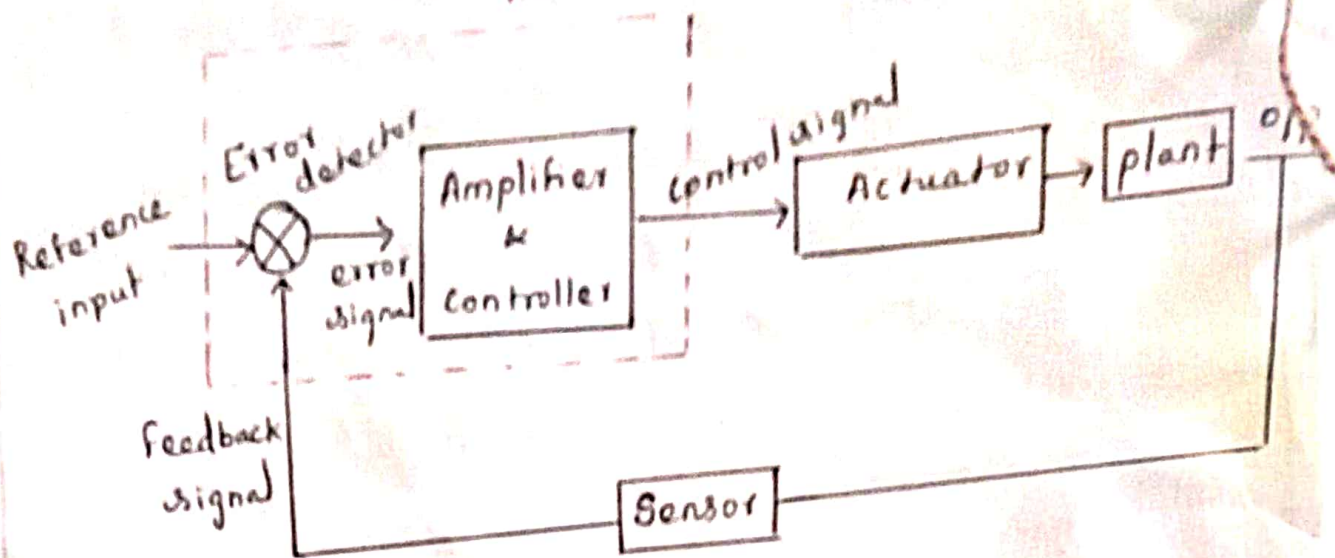 Error
detector
Reference
input
error
signal
Amplifier
&
Controller
control signal
Actuator
plant
Feedback
signal
Sensor